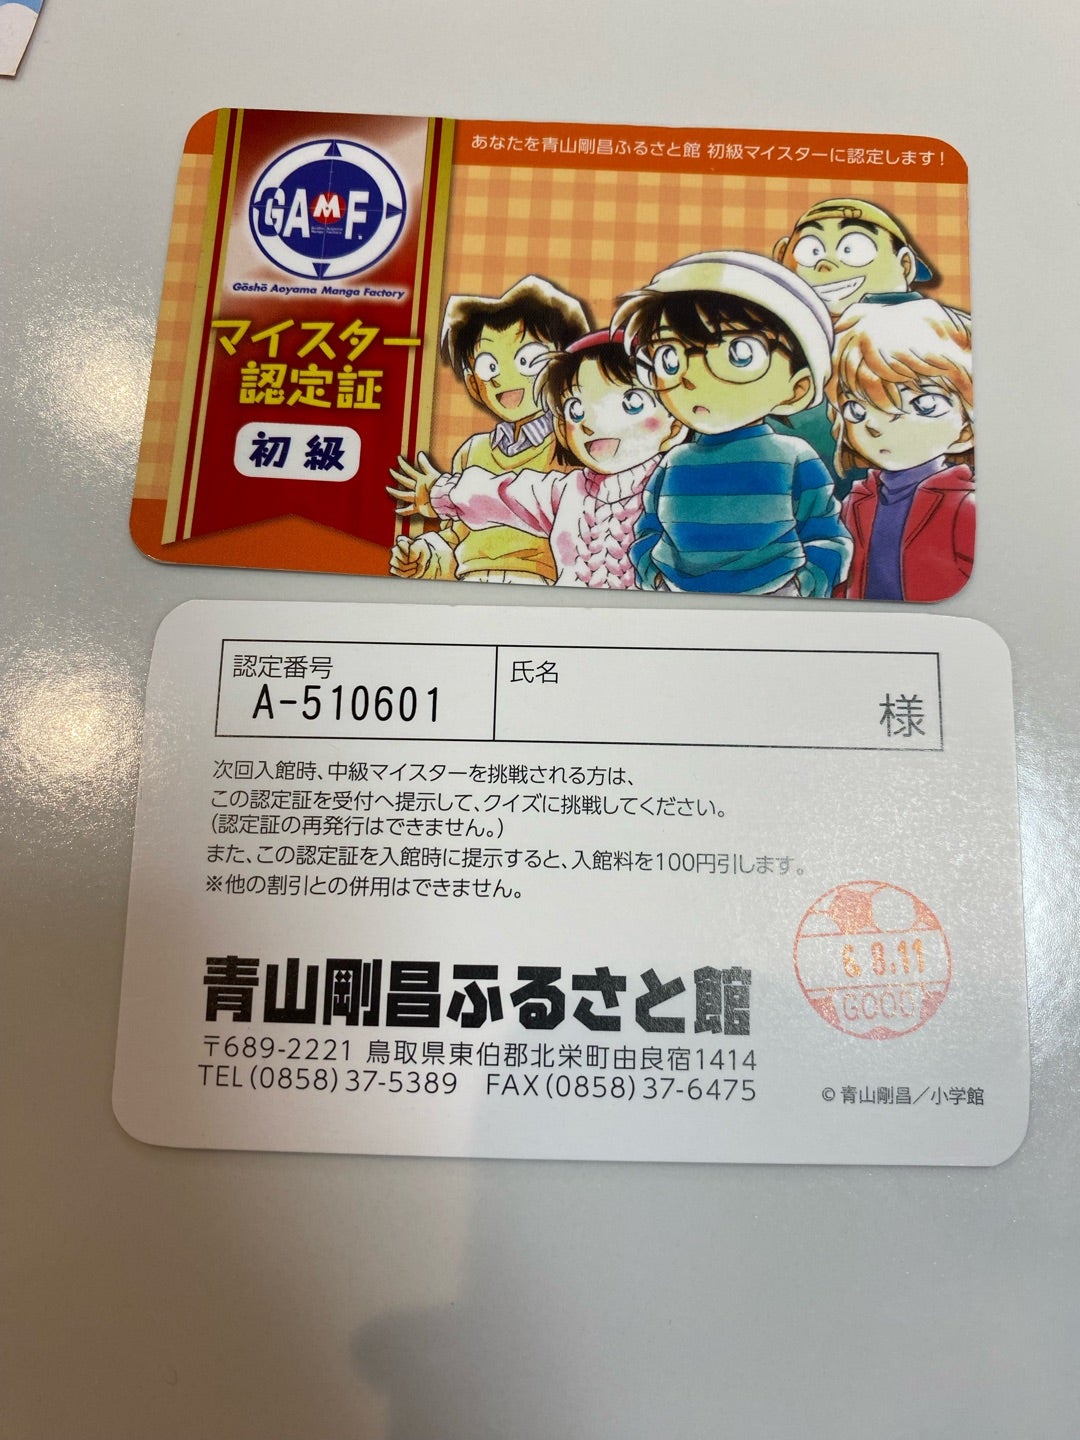 あなたを青山剛昌ふるさと館 初級マイスターに認定します!
GAMF
Gōshō Aoyama Manga Factory
マイスター
認定証
初級
認定番号
A-510601
氏名
様
次回入館時、中級マイスターを挑戦される方は、
この認定証を受付へ提示して、クイズに挑戦してください。
(認定証の再発行はできません。)
また、この認定証を入館時に提示すると、入館料を100円引します。
※他の割引との併用はできません。
青山剛昌ふるさと館
〒689-2221 鳥取県東伯郡北栄町由良宿1414
TEL(0858)37-5389 FAX(0858)37-6475
© 青山剛昌/小学館